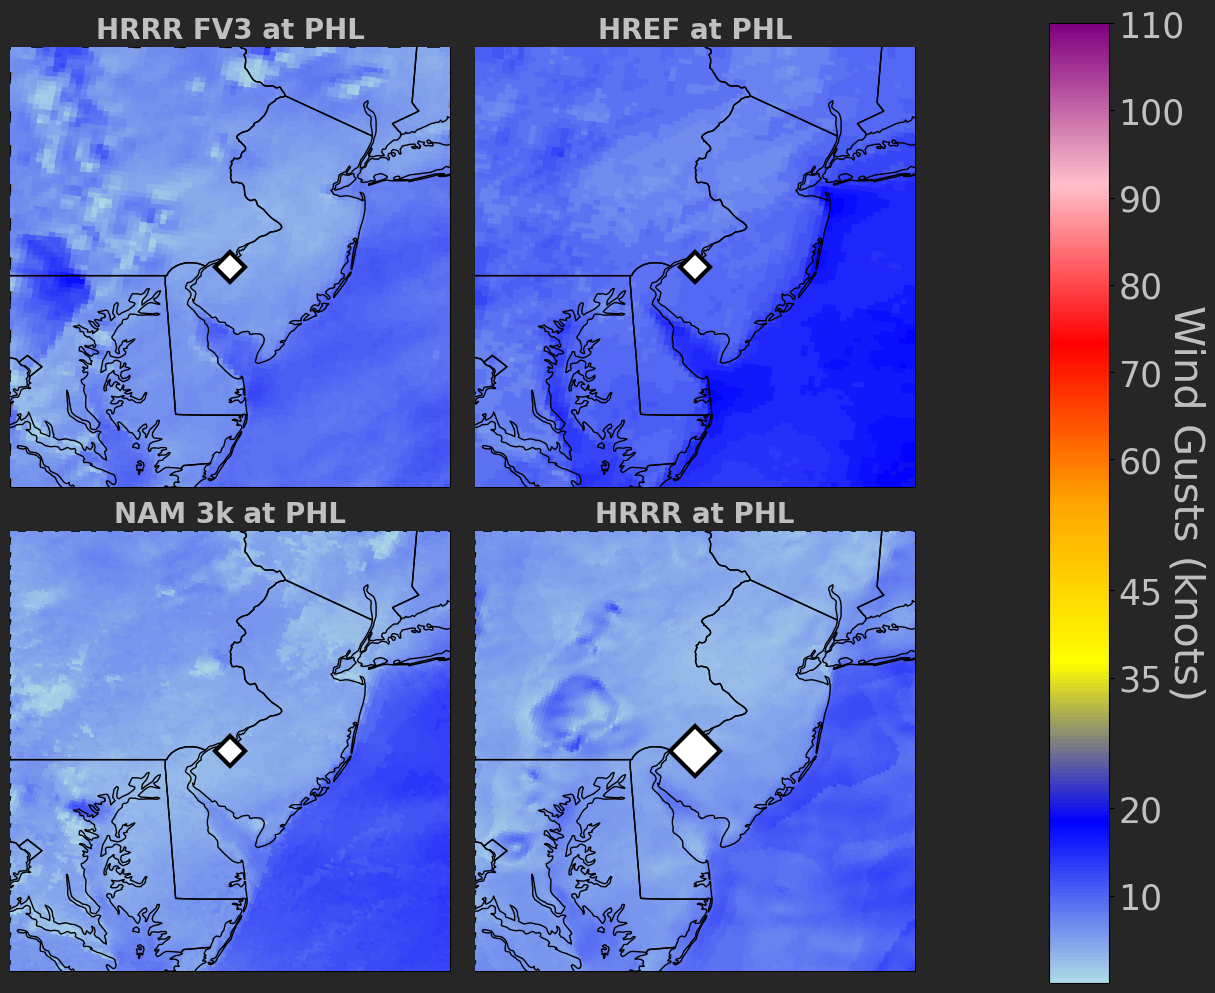 HRRR FV3 at PHL
HREF at PHL
NAM 3k at PHL
HRRR at PHL
110
100
90
80
70
60
45
35
20
10
Wind Gusts (knots)